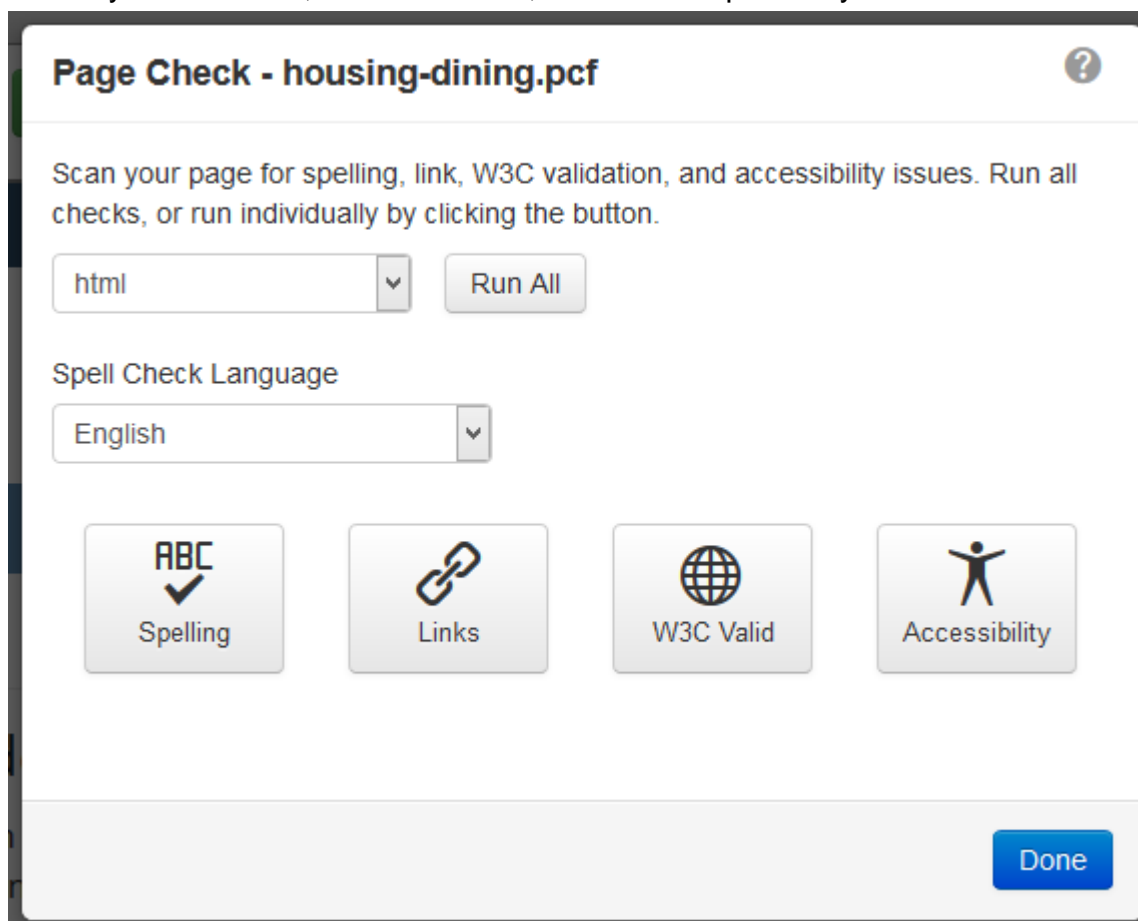 Page Check - housing-dining.pcf
?
Scan your page for spelling, link, W3C validation, and accessibility issues. Run all
checks, or run individually by clicking the button.
html
Run All
Spell Check Language
English
ABC
Spelling
Links
W3C Valid
Accessibility
Done